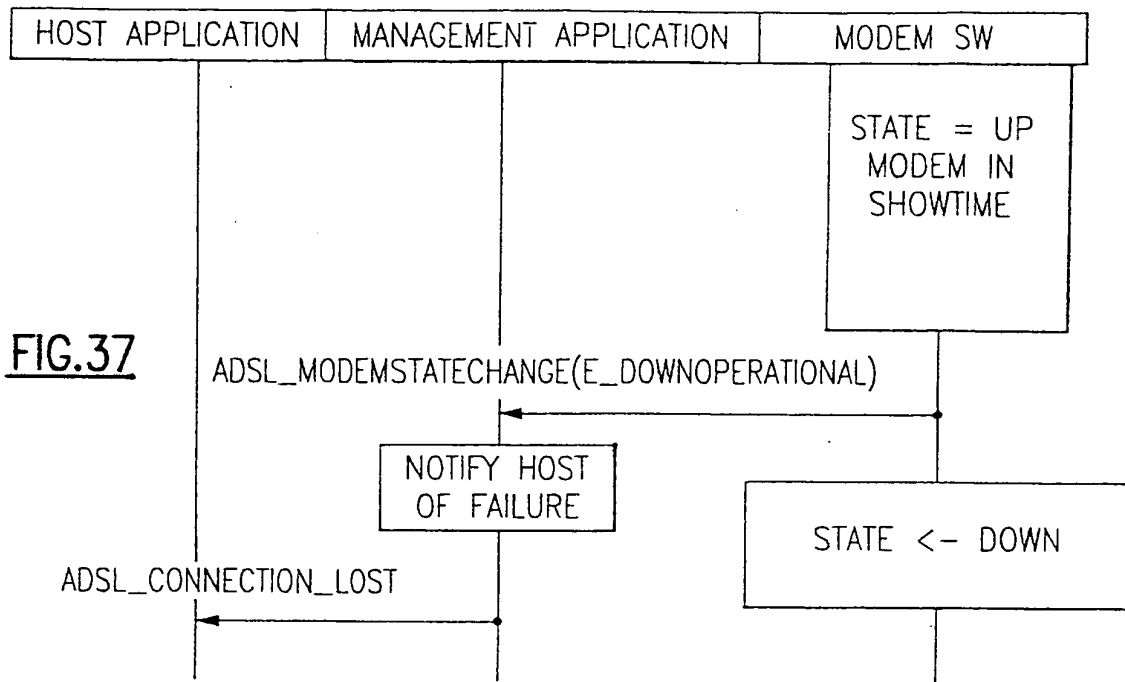 HOST APPLICATION
MANAGEMENT APPLICATION
MODEM SW
STATE = UP
MODEM IN
SHOWTIME
FIG.37
ADSL_MODEMSTATECHANGE(E_DOWNOPERATIONAL)
NOTIFY HOST
OF FAILURE
STATE <- DOWN
ADSL_CONNECTION_LOST